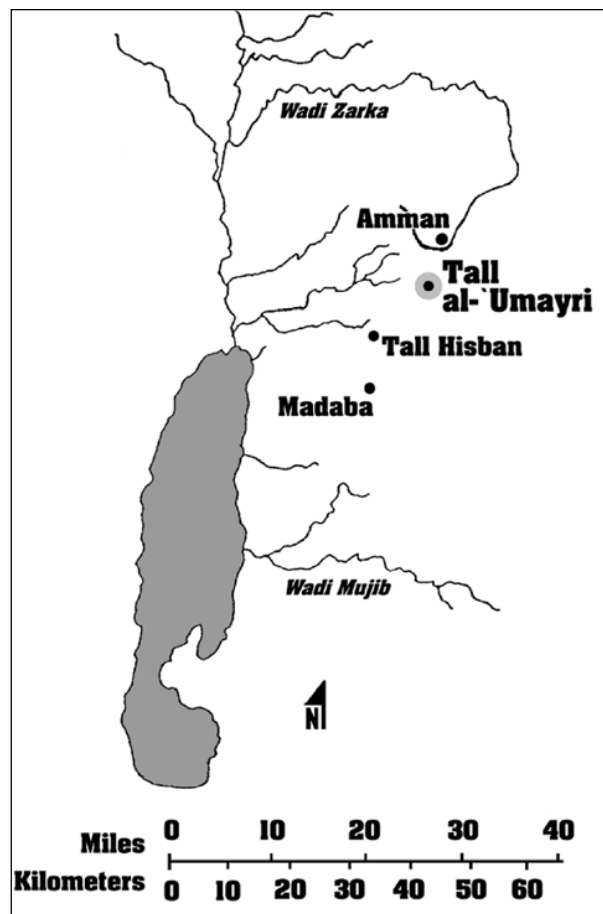 Wadi Zarka
Amman
Tall
al-`Umayri
Tall Hisban
Madaba
Wadi Mujib
N
Miles 0 10 20 30 40
Kilometers 0 10 20 30 40 50 60